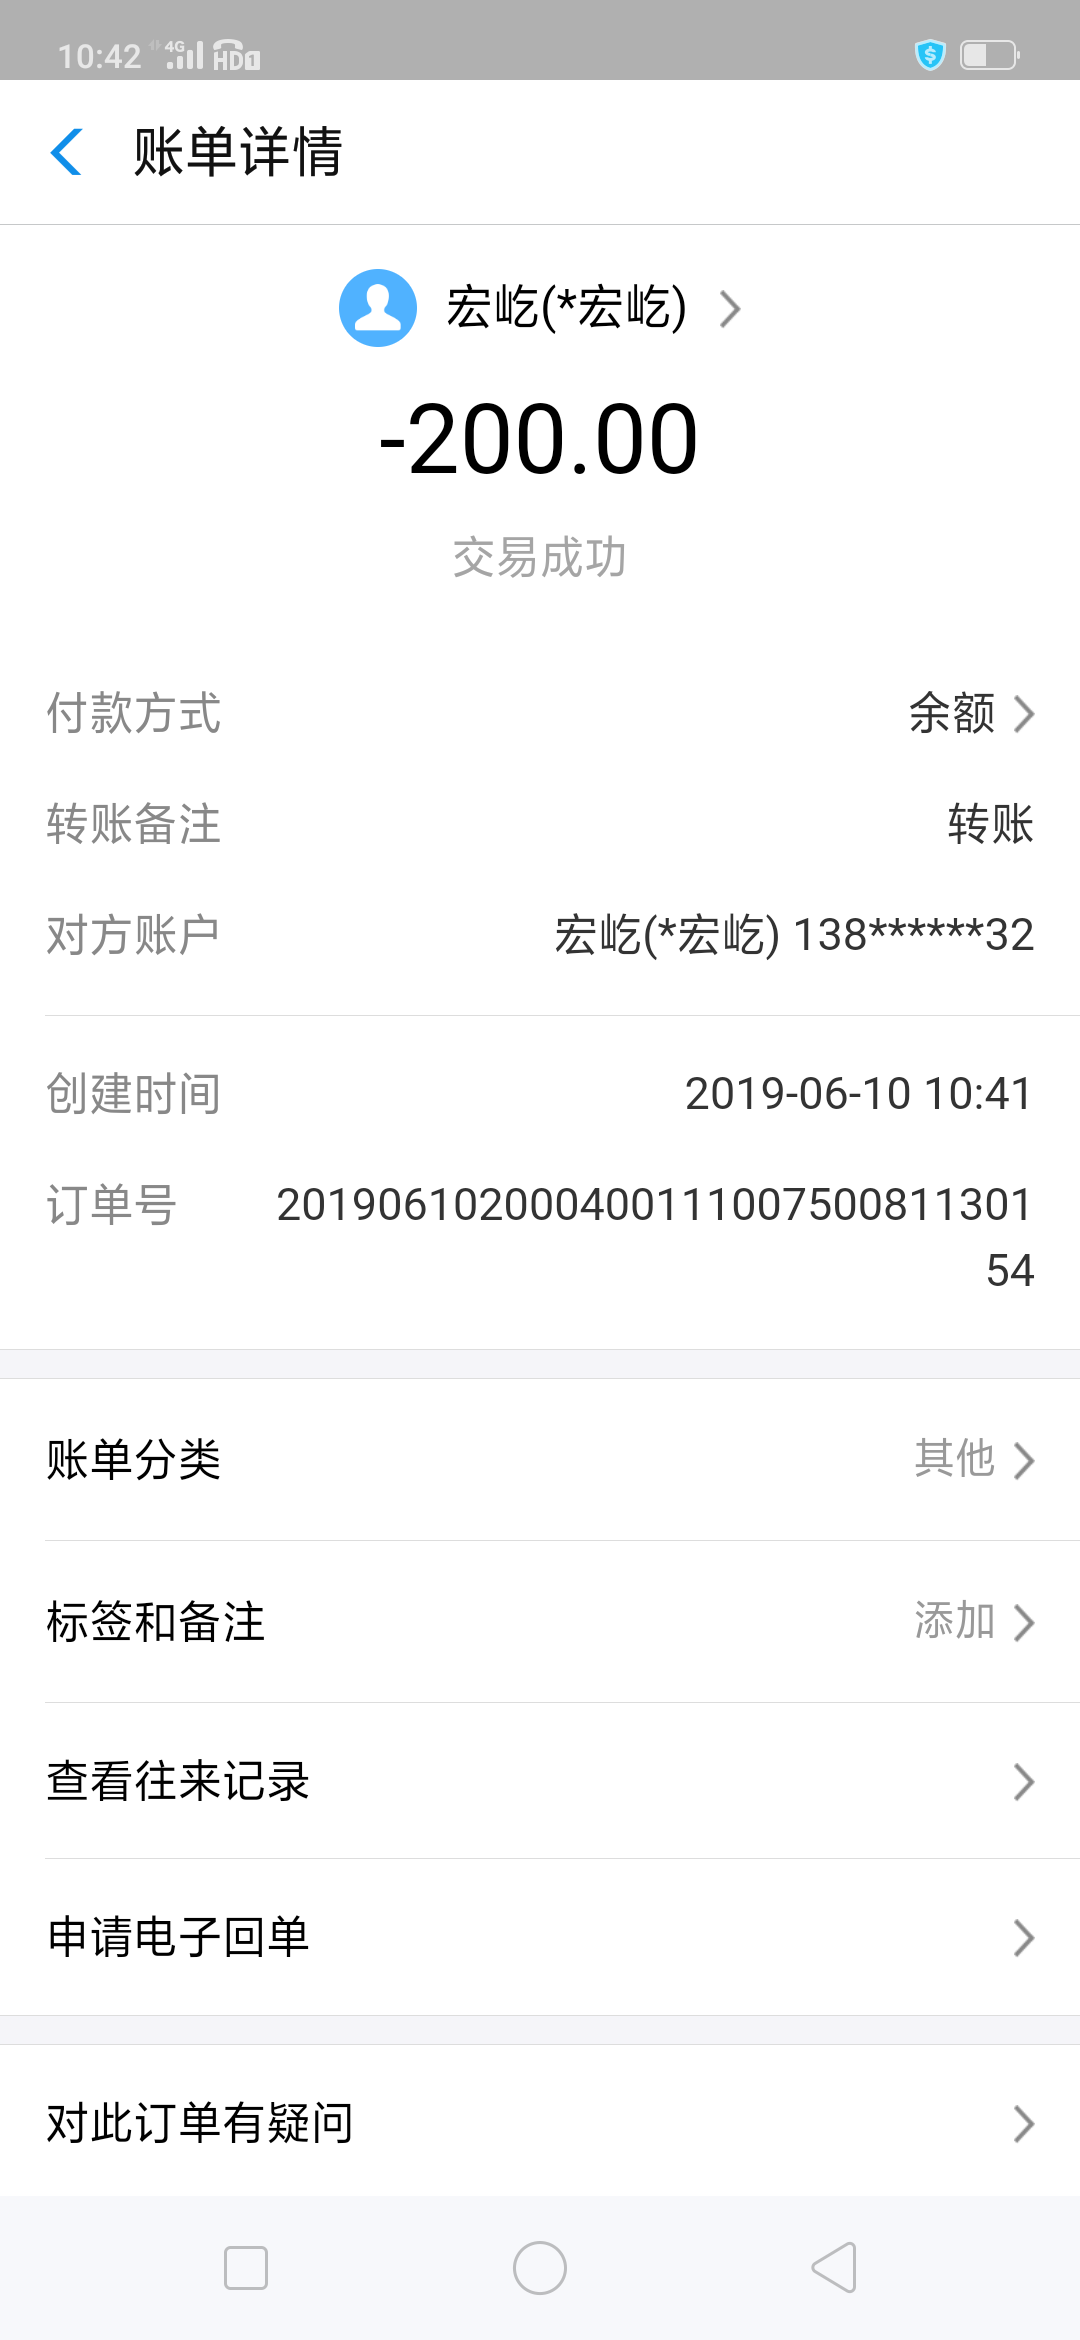 10:42 4G HD1
账单详情
宏屹(*宏屹)
-200.00
交易成功
付款方式 余额
转账备注 转账
对方账户 宏屹(*宏屹) 138******32
创建时间 2019-06-10 10:41
订单号 201906102000400111007500811301
54
账单分类 其他
标签和备注 添加
查看往来记录
申请电子回单
对此订单有疑问